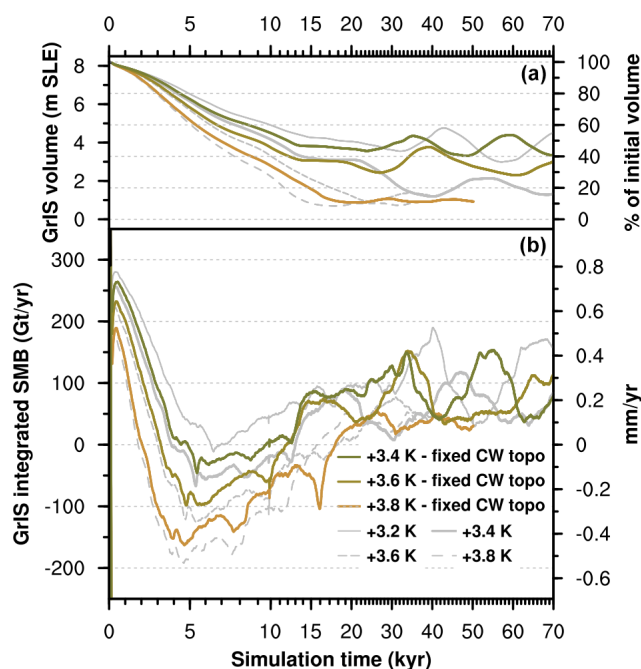 0 5 10 20 30 40 50 60 70
(a)
GrIS volume (m SLE)
8
6
4
2
0
% of initial volume
100
80
60
40
20
0
(b)
GrIS integrated SMB (Gt/yr)
300
200
100
0
-100
-200
mm/yr
0.8
0.6
0.4
0.2
0
-0.2
-0.4
-0.6
+3.4 K - fixed CW topo
+3.6 K - fixed CW topo
+3.8 K - fixed CW topo
+3.2 K +3.4 K
+3.6 K +3.8 K
0 5 10 15 20 30 40 50 60 70
Simulation time (kyr)